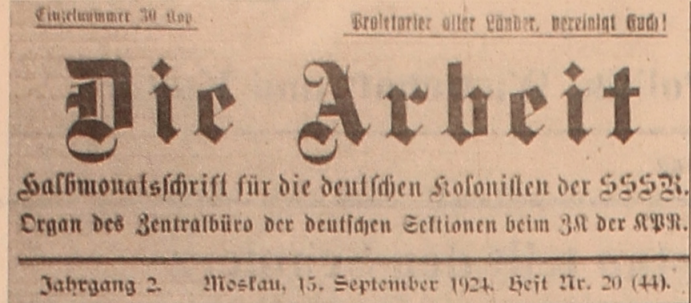 Einzelnummer 30 Kop.
Proletarier aller Länder, vereinigt Euch!
Die Arbeit
Halbmonatsschrift für die deutschen Kolonisten der SSSR.
Organ des Zentralbüro der deutschen Sektionen beim ZK der KPR.
Jahrgang 2. Moskau, 15. September 1924. Heft Nr. 20 (44).